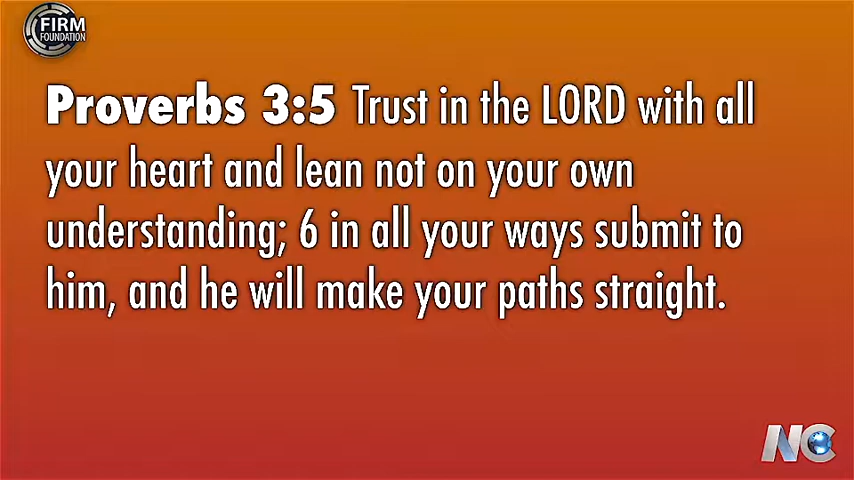 FIRM
FOUNDATION
Proverbs 3:5 Trust in the LORD with all
your heart and lean not on your own
understanding; 6 in all your ways submit to
him, and he will make your paths straight.
NC